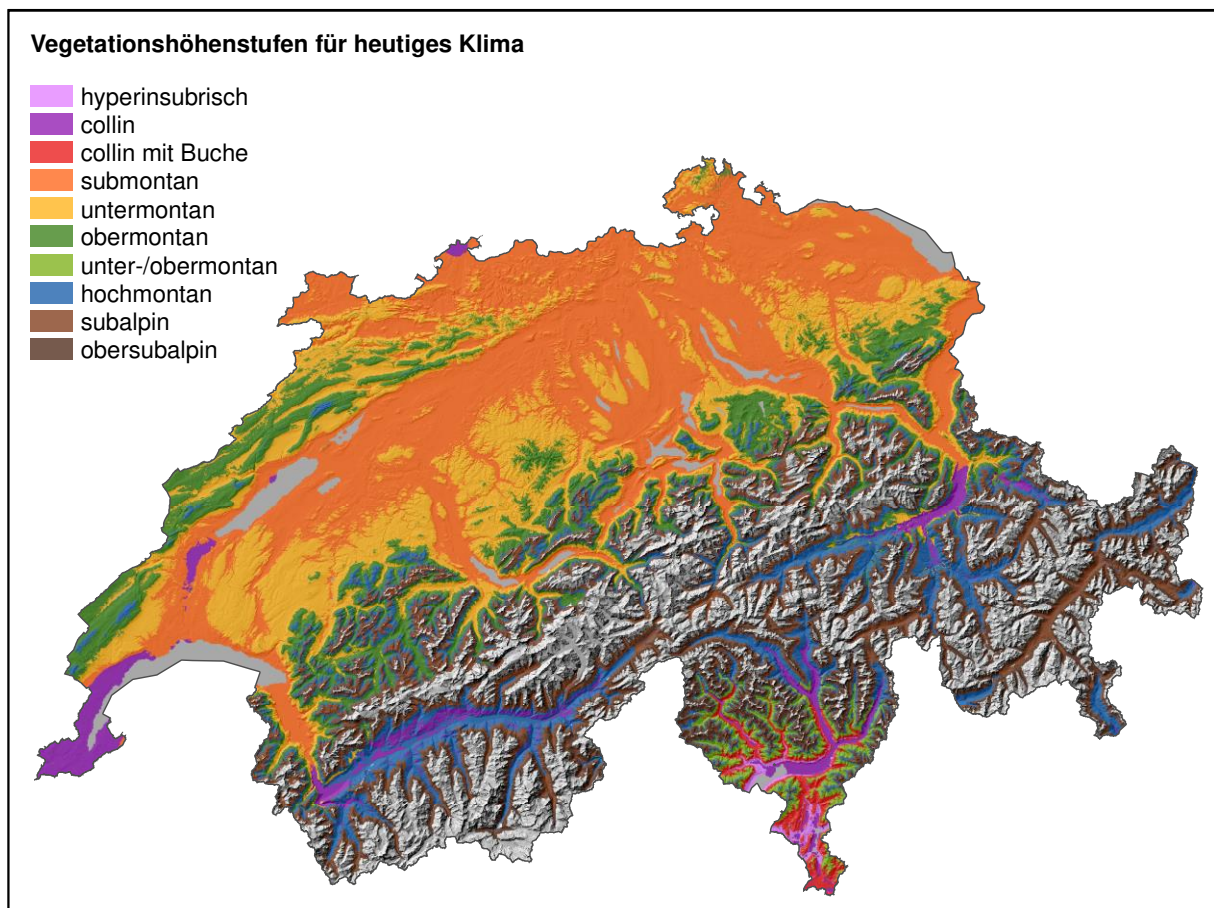 Vegetationshöhenstufen für heutiges Klima
hyperinsubrisch
collin
collin mit Buche
submontan
untermontan
obermontan
unter-/obermontan
hochmontan
subalpin
obersubalpin